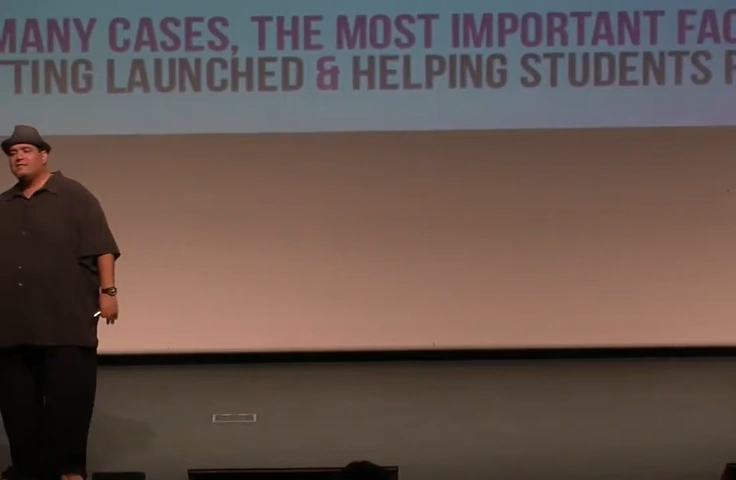 MANY CASES, THE MOST IMPORTANT FAC
TTING LAUNCHED & HELPING STUDENTS